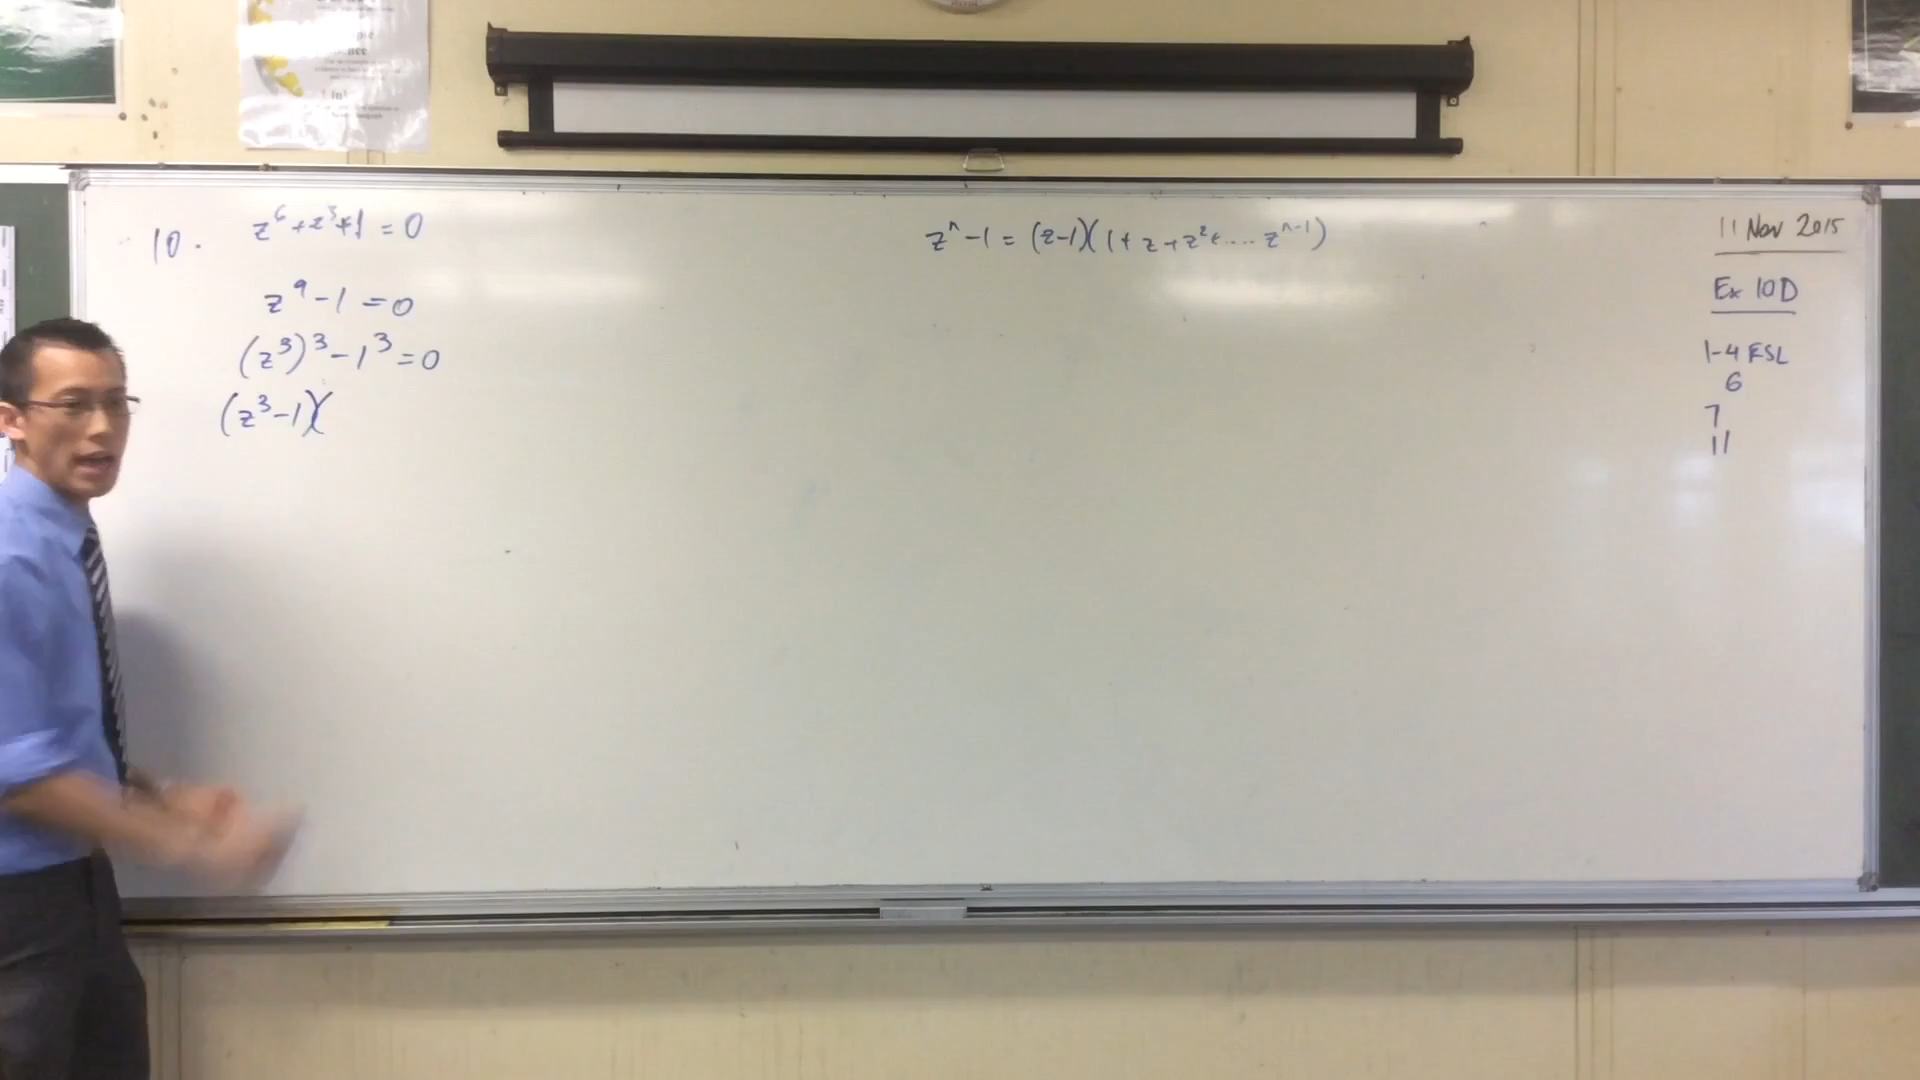 10. z⁶ + z³ + 1 = 0
z⁹ - 1 = 0
(z³)³ - 1³ = 0
(z³-1)(
zⁿ - 1 = (z-1)(1 + z + z² + .... zⁿ⁻¹)
11 Nov 2015
Ex 10D
1-4 ESL
6
7
11